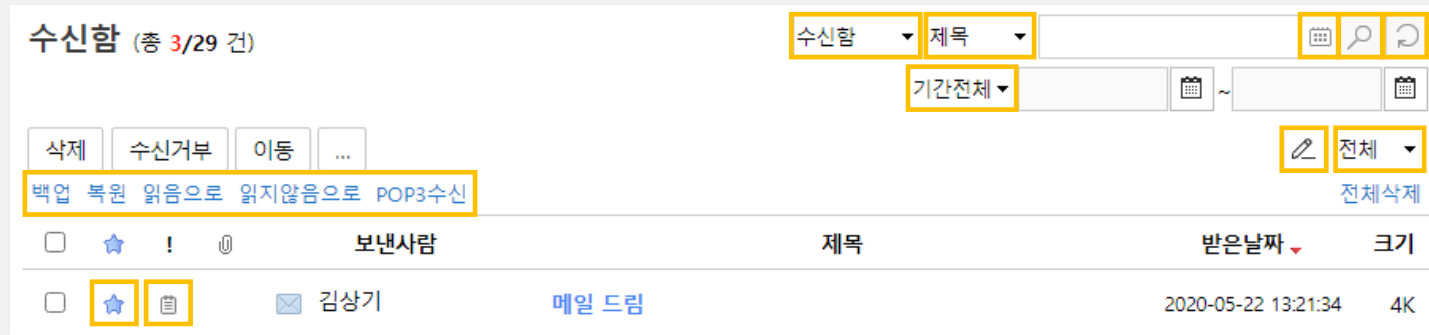 수신함 (총 3/29 건) 수신함 제목
기간전체 ~
삭제 수신거부 이동 ... 전체
백업 복원 읽음으로 읽지않음으로 POP3수신 전체삭제
! 보낸사람 제목 받은날짜 크기
김상기 메일 드림 2020-05-22 13:21:34 4K